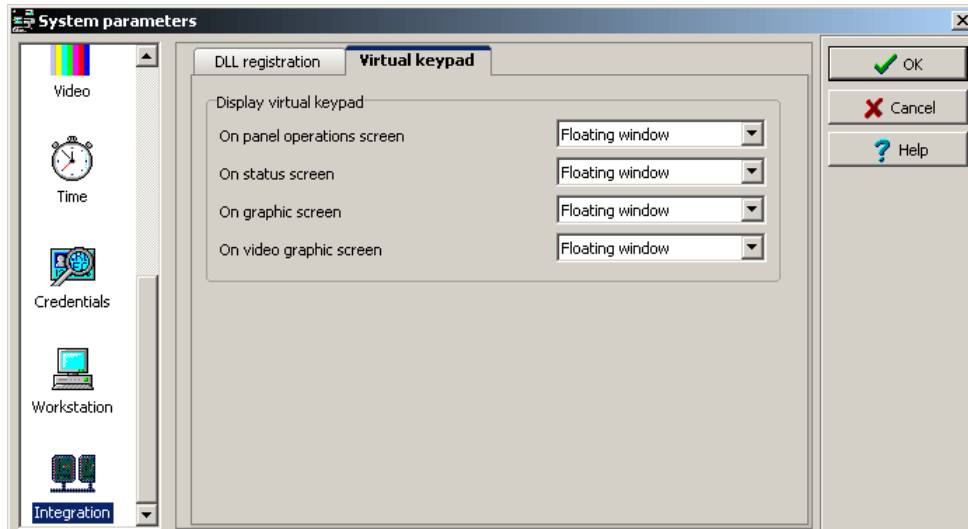 System parameters
Video
Time
Credentials
Workstation
Integration
DLL registration
Virtual keypad
Display virtual keypad
On panel operations screen Floating window
On status screen Floating window
On graphic screen Floating window
On video graphic screen Floating window
OK
Cancel
Help